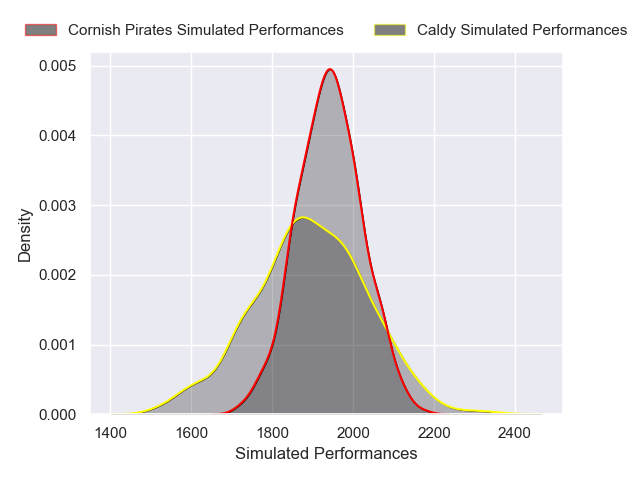 Cornish Pirates Simulated Performances
Caldy Simulated Performances
0.005
0.004
0.003
0.002
0.001
0.000
Density
1400 1600 1800 2000 2200 2400
Simulated Performances